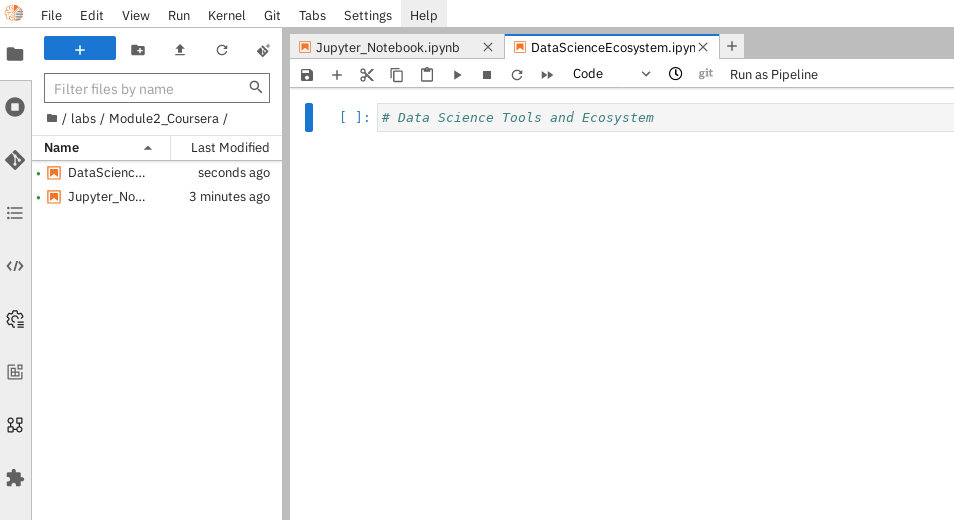 File Edit View Run Kernel Git Tabs Settings Help
+
Filter files by name
/ labs / Module2_Coursera /
Name Last Modified
DataScienc... seconds ago
Jupyter_No... 3 minutes ago
Jupyter_Notebook.ipynb DataScienceEcosystem.ipyn
Code git Run as Pipeline
[ ]: # Data Science Tools and Ecosystem